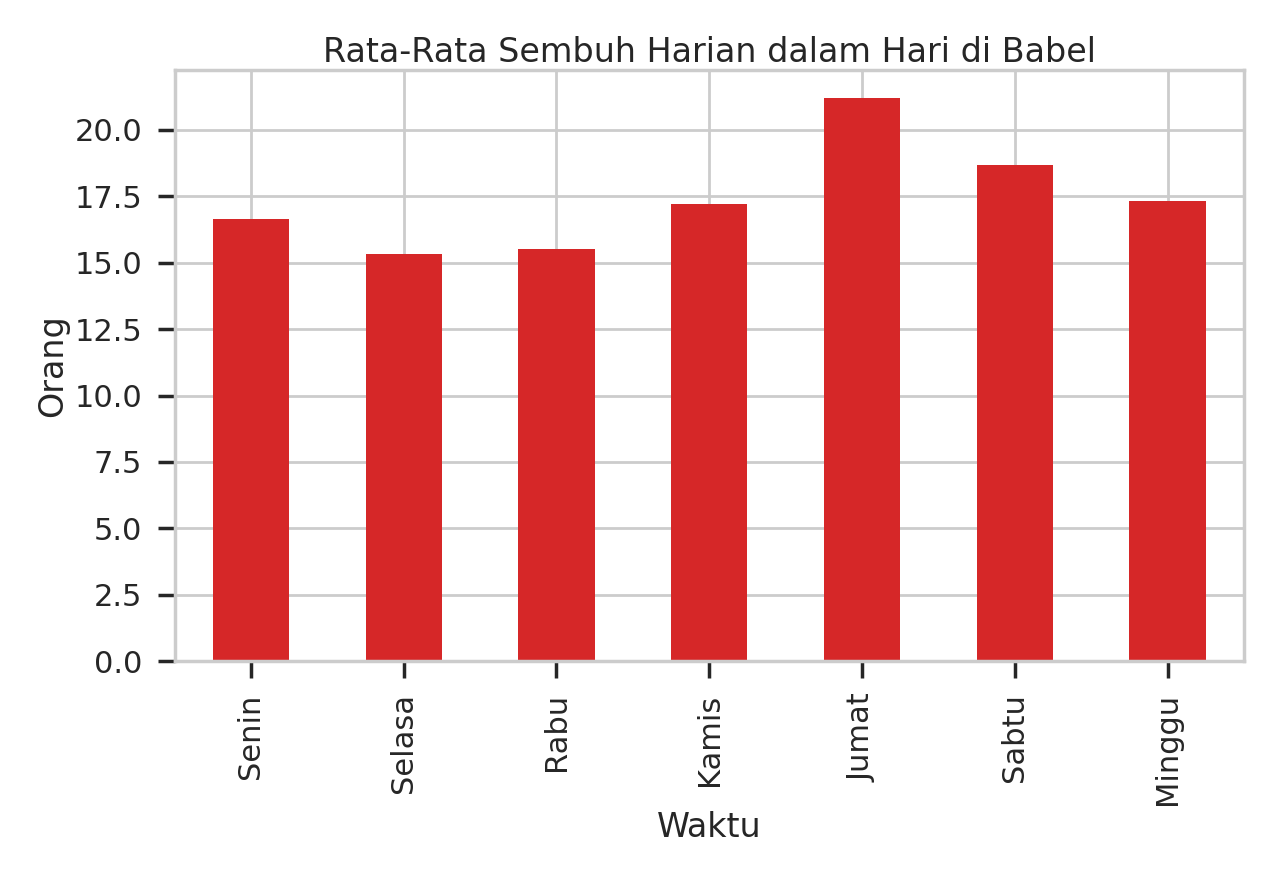 Rata-Rata Sembuh Harian dalam Hari di Babel
Orang
20.0
17.5
15.0
12.5
10.0
7.5
5.0
2.5
0.0
Senin
Selasa
Rabu
Kamis
Jumat
Sabtu
Minggu
Waktu